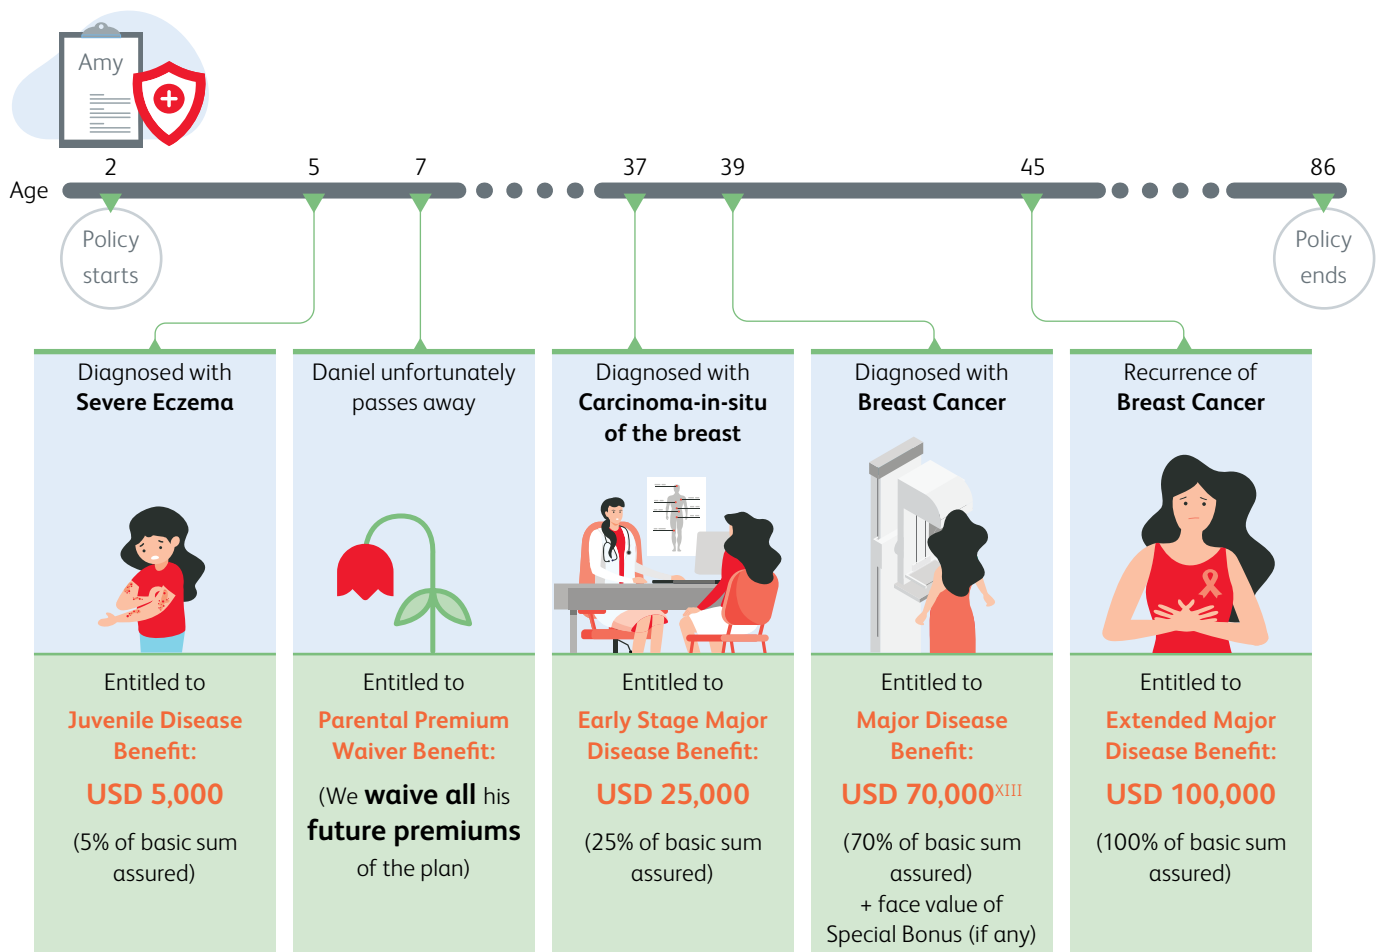 Amy
2
5
7
37
39
45
86
Age
Policy
starts
Policy
ends
Diagnosed with
Severe Eczema
Entitled to
Juvenile Disease
Benefit:
USD 5,000
(5% of basic sum
assured)
Daniel unfortunately
passes away
Entitled to
Parental Premium
Waiver Benefit:
(We waive all his
future premiums
of the plan)
Diagnosed with
Carcinoma-in-situ
of the breast
Entitled to
Early Stage Major
Disease Benefit:
USD 25,000
(25% of basic sum
assured)
Diagnosed with
Breast Cancer
Entitled to
Major Disease
Benefit:
USD 70,000XIII
(70% of basic sum
assured)
+ face value of
Special Bonus (if any)
Recurrence of
Breast Cancer
Entitled to
Extended Major
Disease Benefit:
USD 100,000
(100% of basic sum
assured)